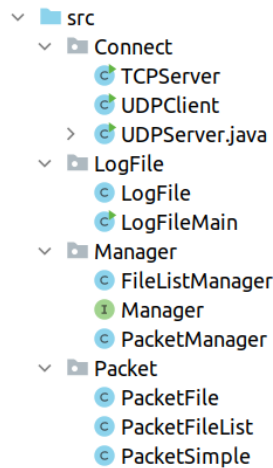 src
Connect
TCPServer
UDPClient
UDPServer.java
LogFile
LogFile
LogFileMain
Manager
FileListManager
Manager
PacketManager
Packet
PacketFile
PacketFileList
PacketSimple